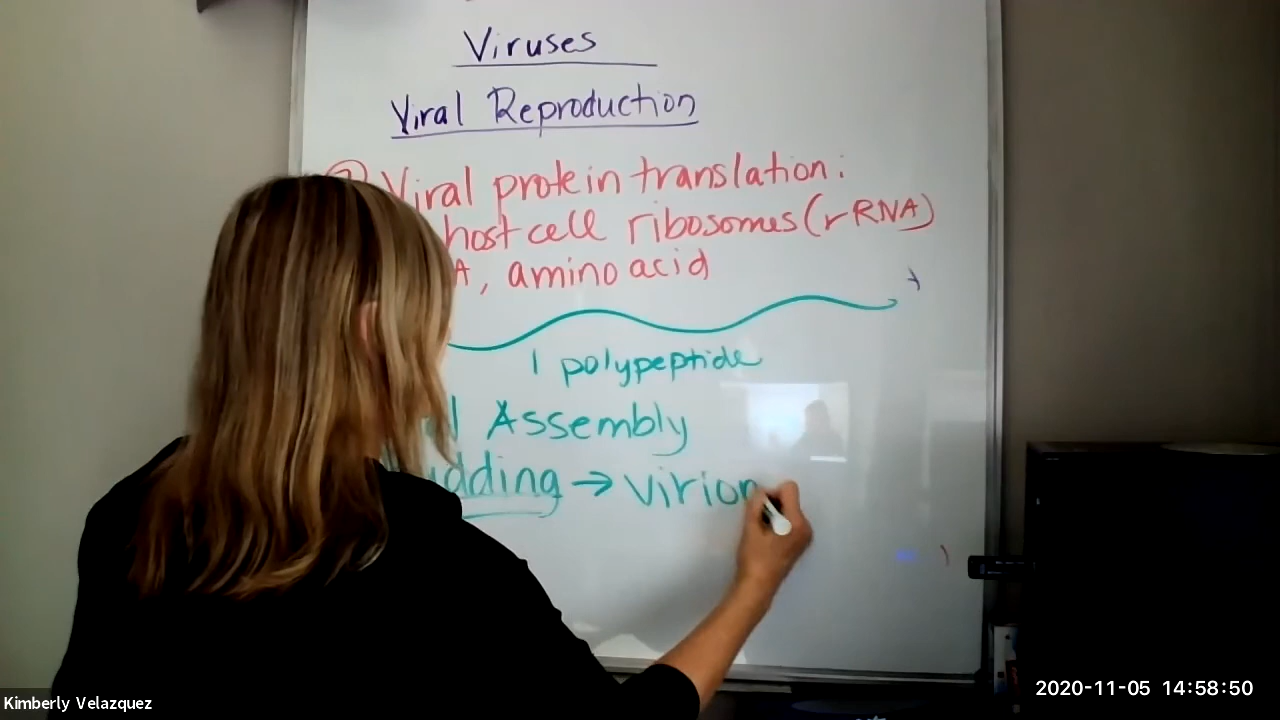 Viruses
Viral Reproduction
Viral protein translation:
host cell ribosomes (rRNA)
A, amino acid
1 polypeptide
Assembly
udding → virion
Kimberly Velazquez
2020-11-05 14:58:50